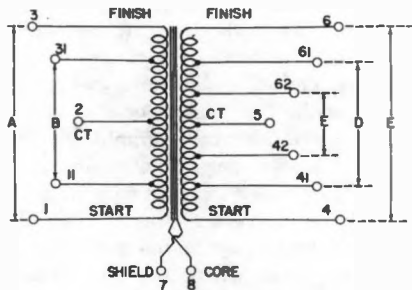 3 FINISH FINISH 6
31 61
62
A B 2 CT CT 5 E D E
42
11 41
1 START START 4
SHIELD CORE
7 8